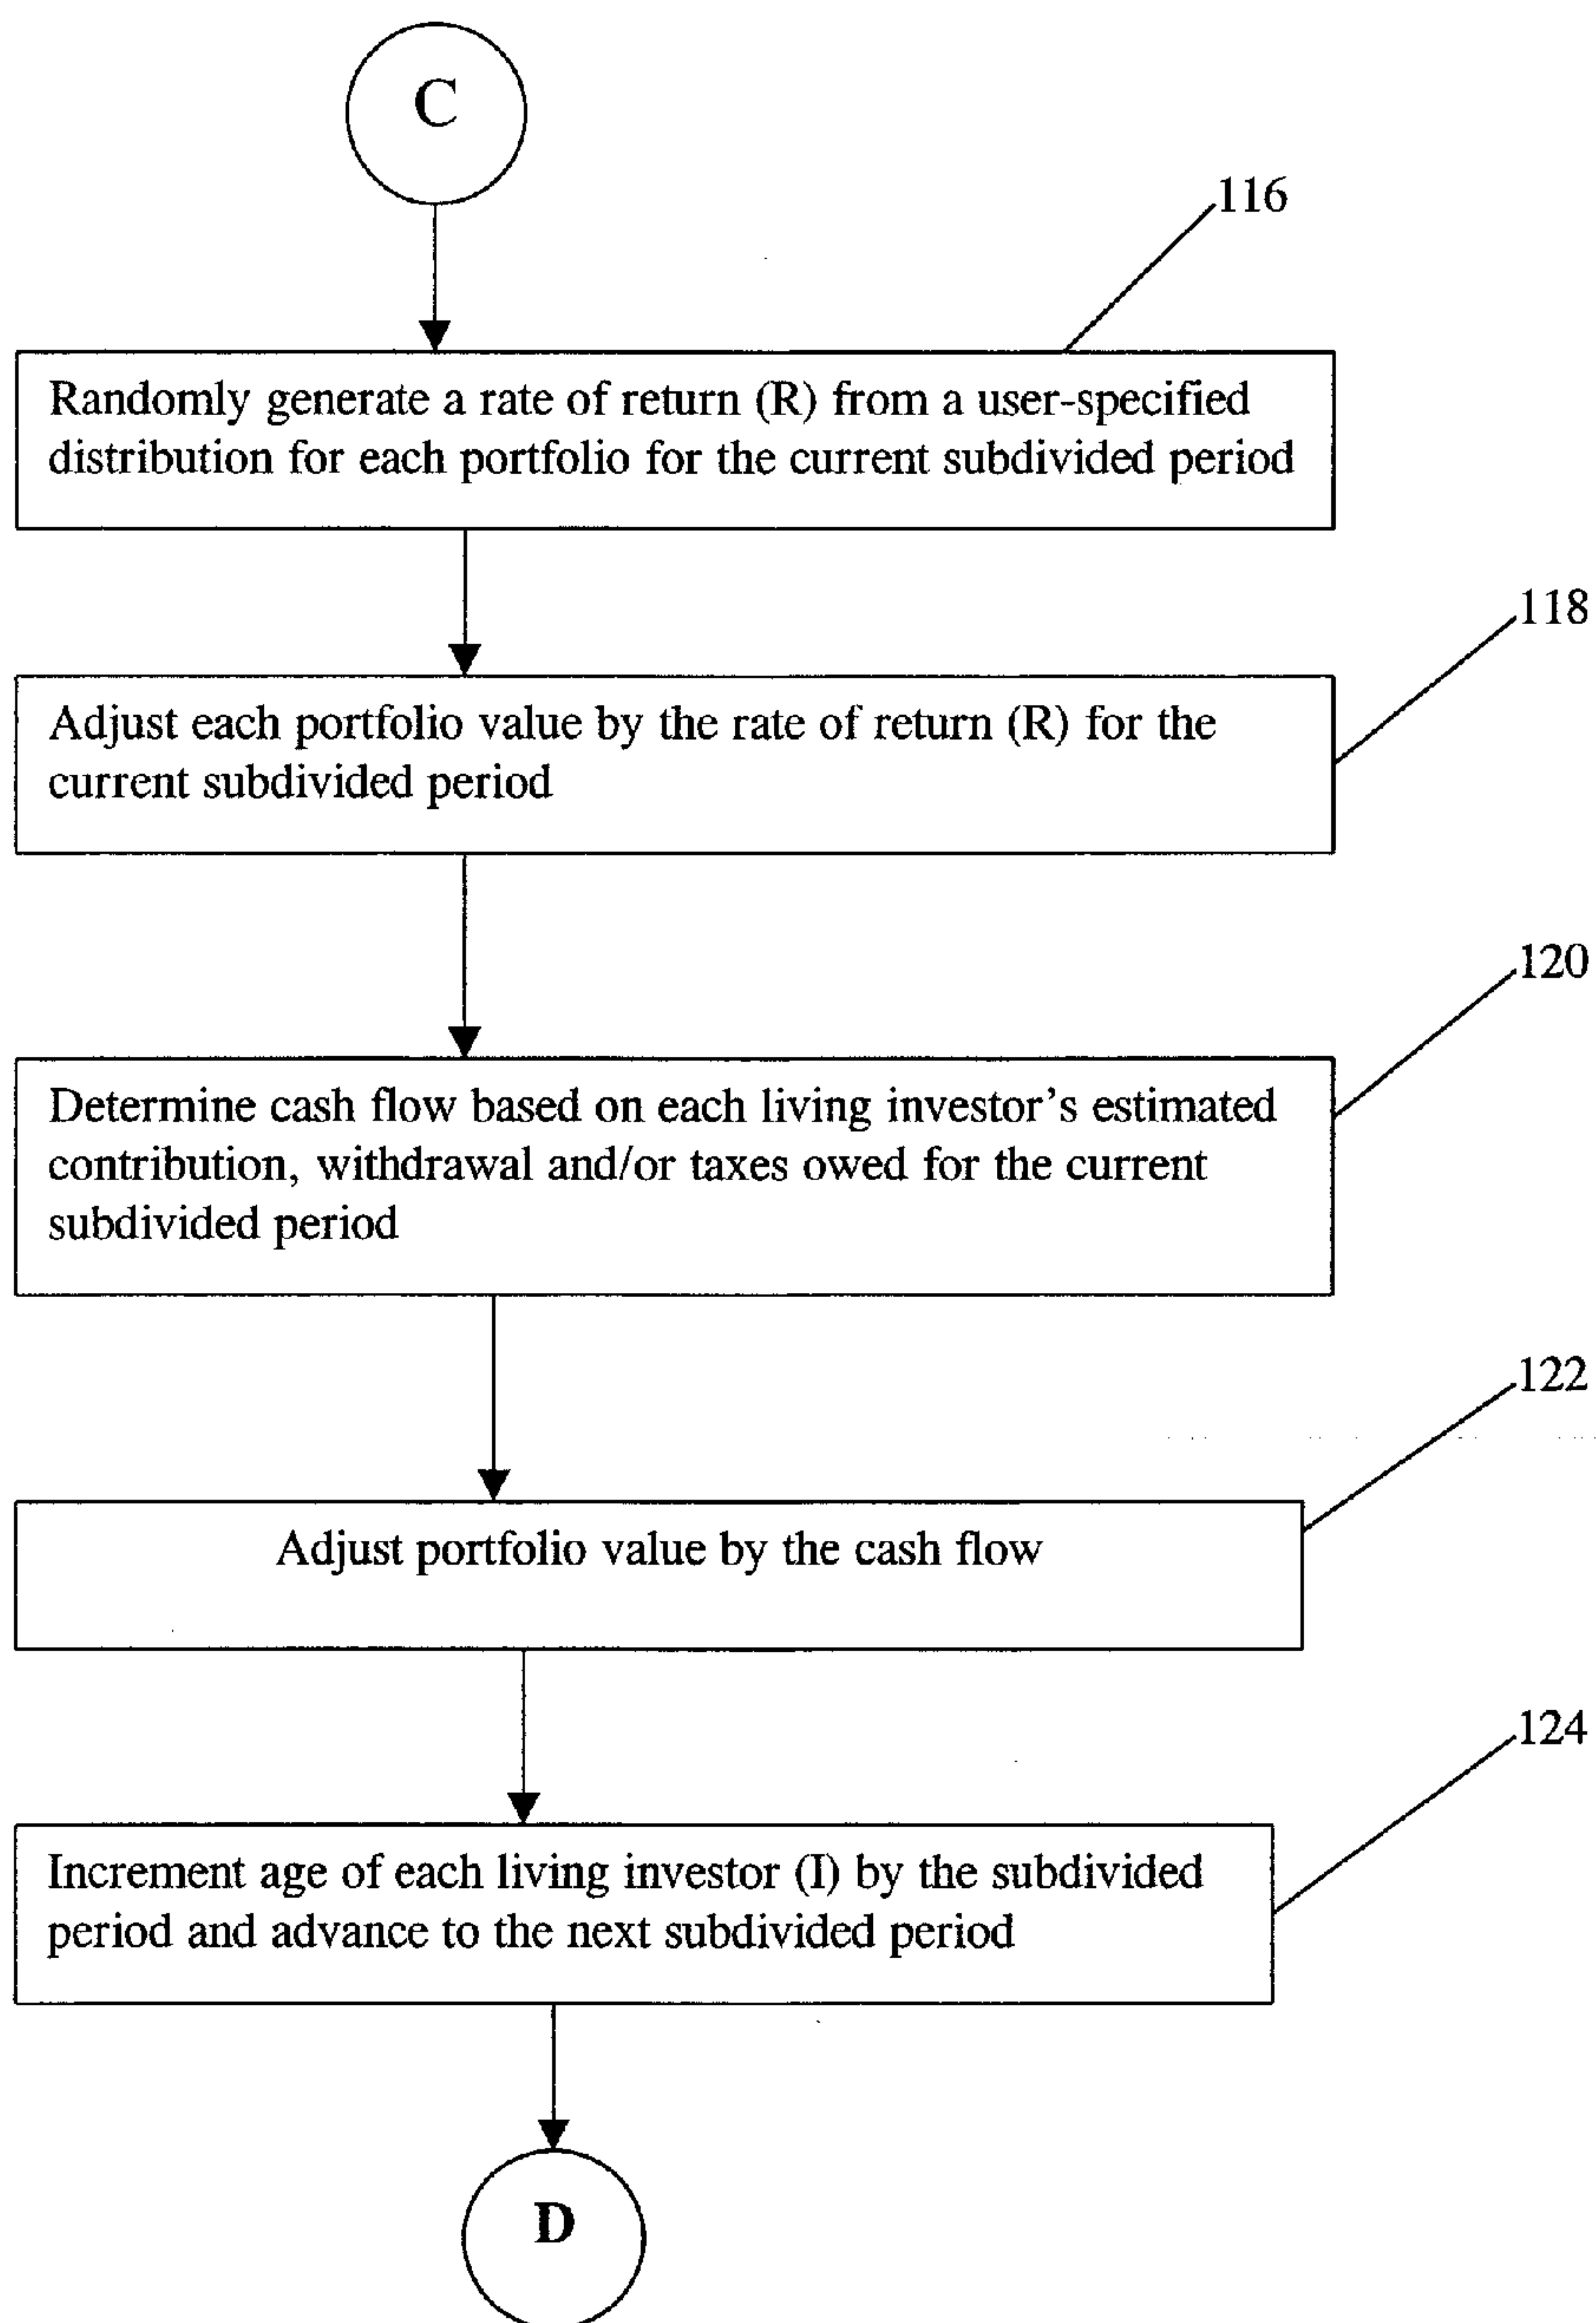 C
116
Randomly generate a rate of return (R) from a user-specified
distribution for each portfolio for the current subdivided period
118
Adjust each portfolio value by the rate of return (R) for the
current subdivided period
120
Determine cash flow based on each living investor's estimated
contribution, withdrawal and/or taxes owed for the current
subdivided period
122
Adjust portfolio value by the cash flow
124
Increment age of each living investor (I) by the subdivided
period and advance to the next subdivided period
D